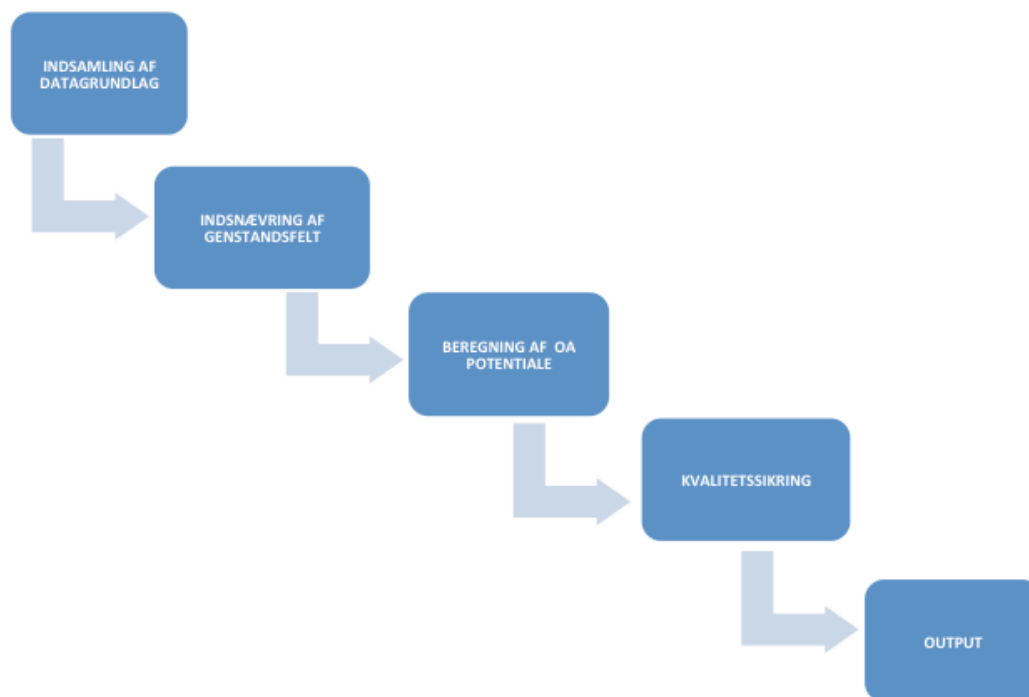 INDSAMLING AF
DATAGRUNDLAG
INDSNÆVRING AF
GENSTANDSFELT
BEREGNING AF OA
POTENTIALE
KVALITETSSIKRING
OUTPUT